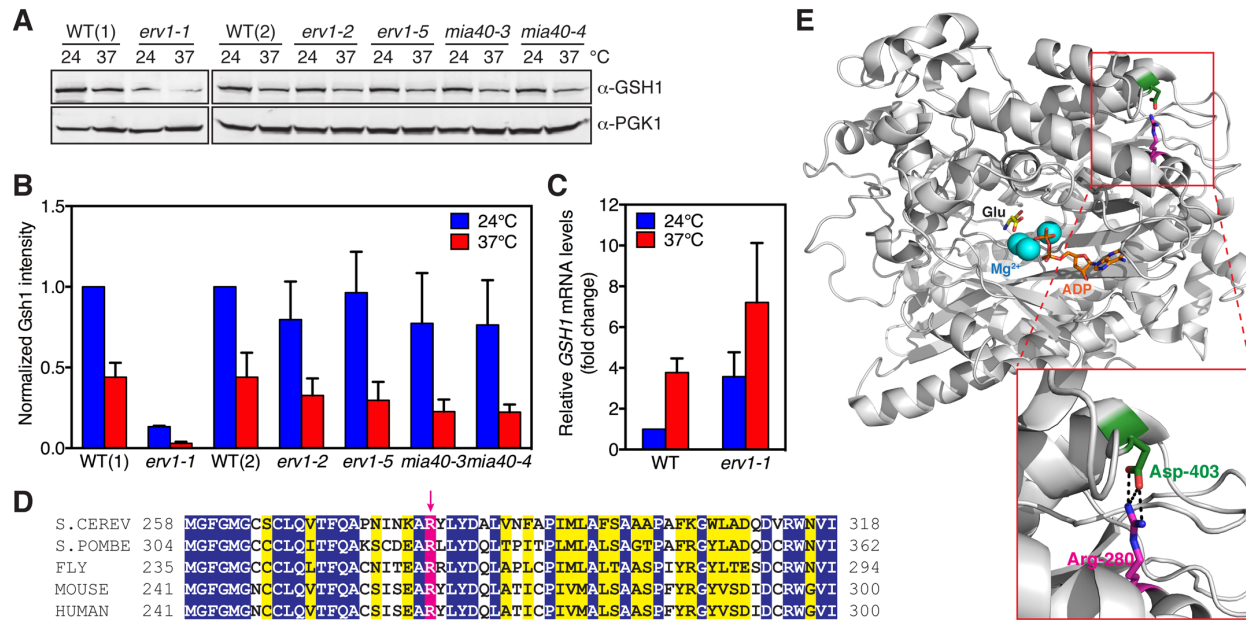 A
WT(1) erv1-1 WT(2) erv1-2 erv1-5 mia40-3 mia40-4
24 37 24 37 24 37 24 37 24 37 24 37 24 37 °C
α-GSH1
α-PGK1
B
Normalized Gsh1 intensity
1.5
1.0
0.5
0.0
24°C
37°C
WT(1) erv1-1 WT(2) erv1-2 erv1-5 mia40-3 mia40-4
C
Relative GSH1 mRNA levels
(fold change)
12
10
8
6
4
2
0
24°C
37°C
WT erv1-1
D
S.CEREV 258 MGFGMGCSCLQVTFQAPNINKARYLYDALVNFAPIMLAFSAAAPAFKGWLADQDVRWNVI 318
S.POMBE 304 MGFGMGCCCLQITFQAKSCDEARLLYDQLTPITPLMLALSAGTPAFRGYLADQDCRWNVI 362
FLY 235 MGFGMGCCCLQLTFQACNITEARRLYDQLAPLCPIMLALTAASPIYRGYLTESDCRWNVI 294
MOUSE 241 MGFGMGNCCLQVTFQACSISEARYLYDQLATICPIVMALSAASPFYRGYVSDIDCRWGVI 300
HUMAN 241 MGFGMGNCCLQVTFQACSISEARYLYDQLATICPIVMALSAASPFYRGYVSDIDCRWGVI 300
E
Glu
Mg²⁺
ADP
Asp-403
Arg-280